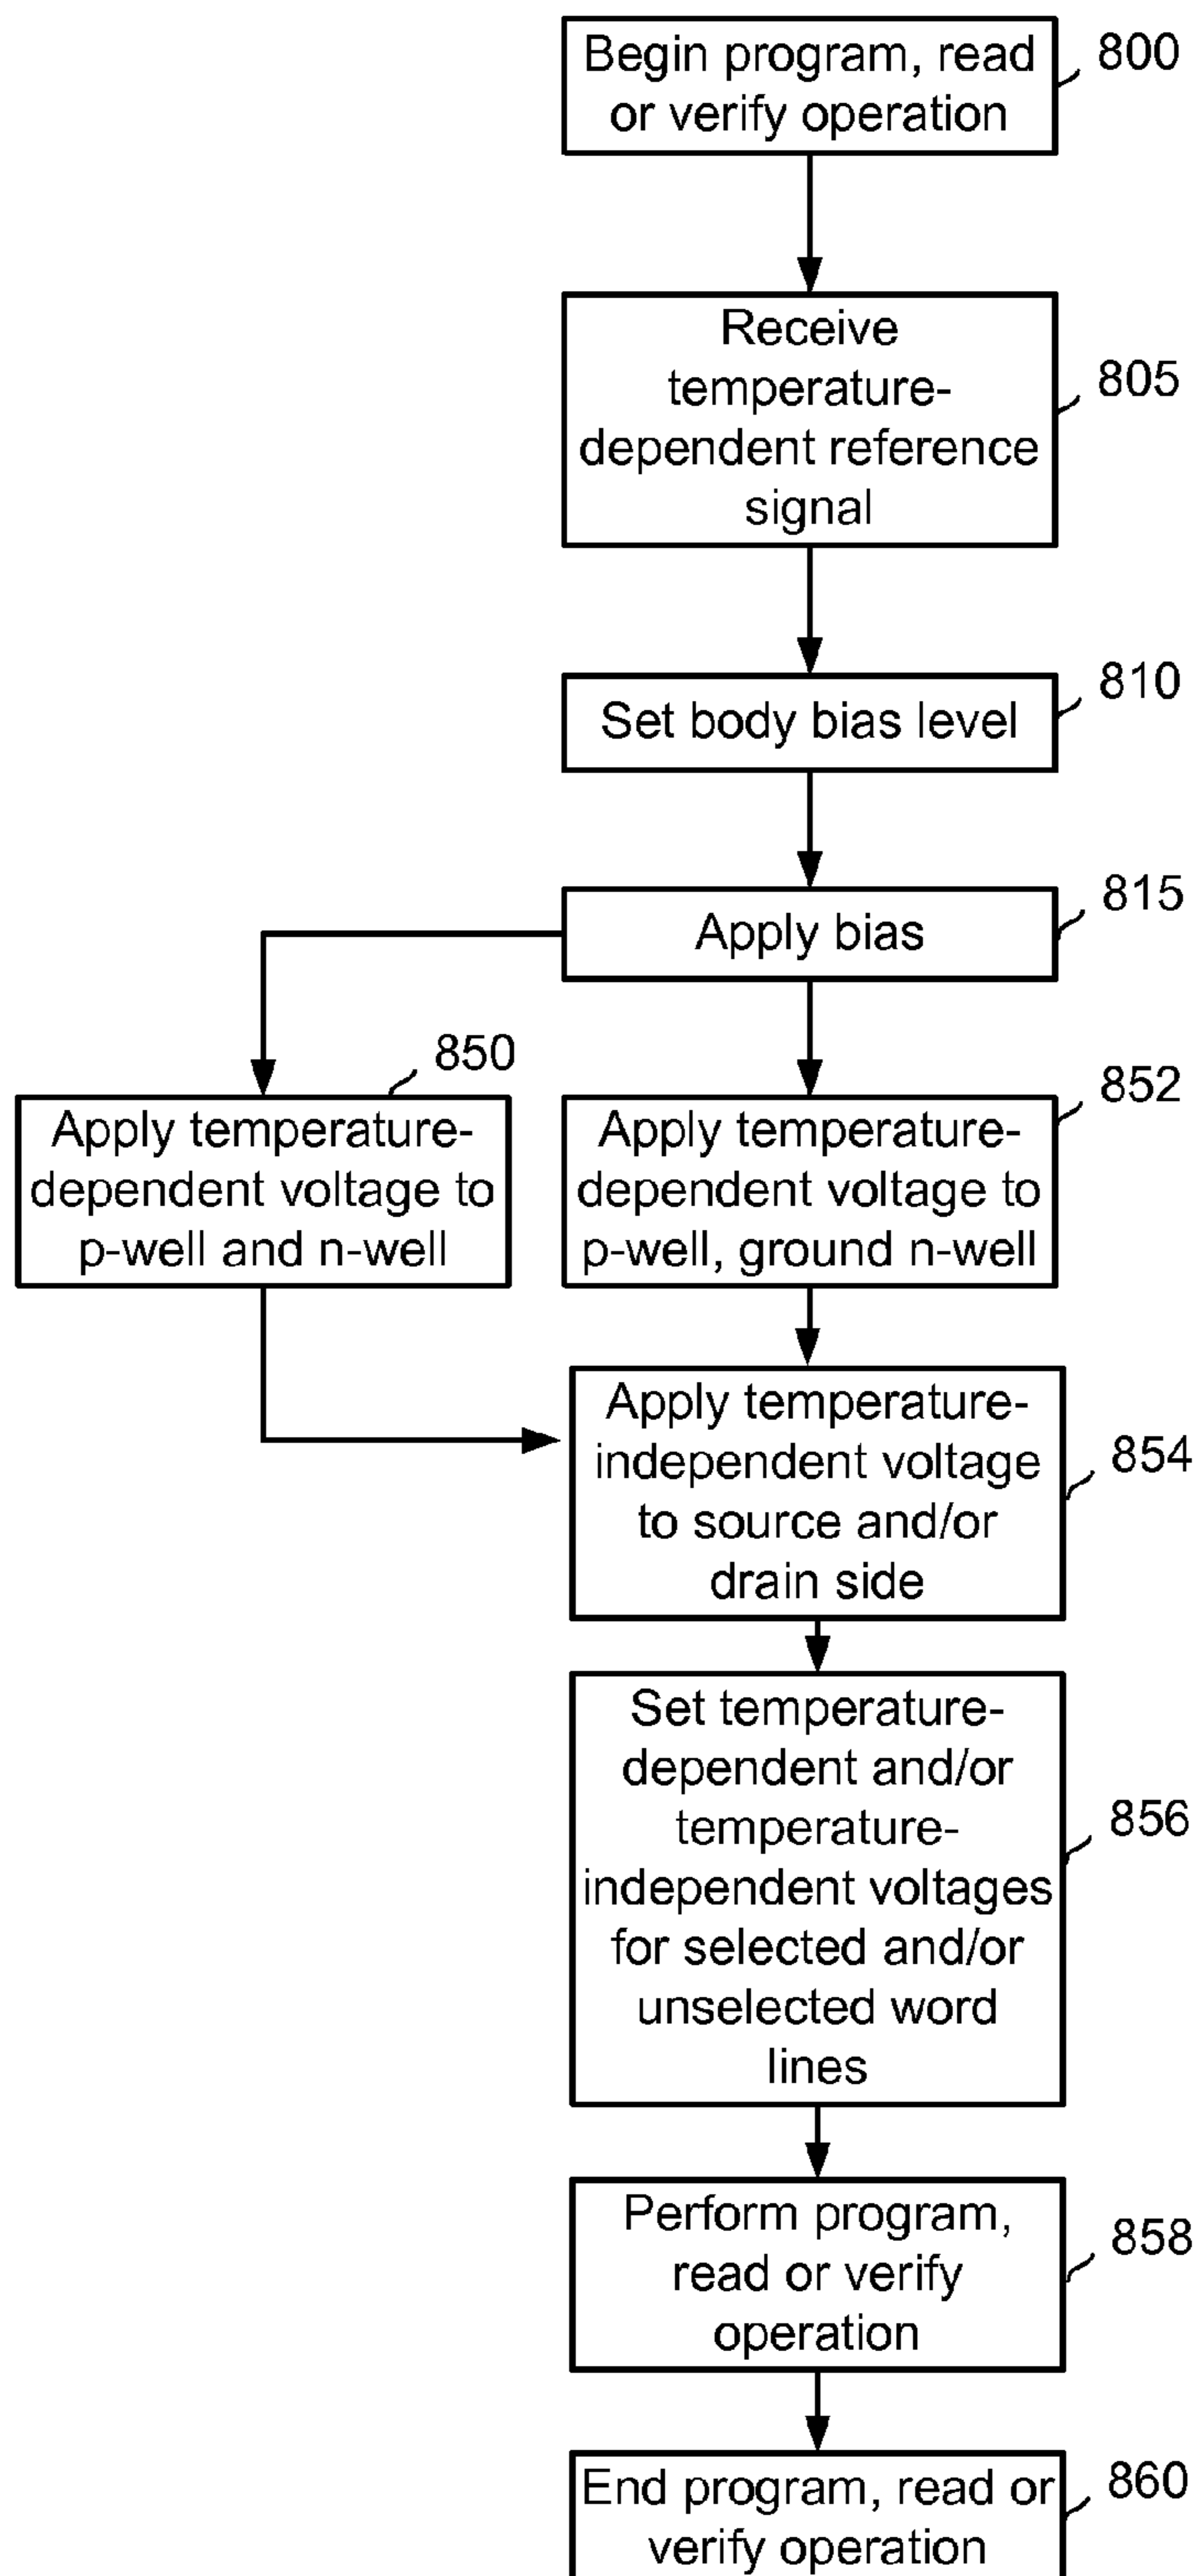 Begin program, read
or verify operation
800
Receive
temperature-
dependent reference
signal
805
Set body bias level
810
Apply bias
815
Apply temperature-
dependent voltage to
p-well and n-well
850
Apply temperature-
dependent voltage to
p-well, ground n-well
852
Apply temperature-
independent voltage
to source and/or
drain side
854
Set temperature-
dependent and/or
temperature-
independent voltages
for selected and/or
unselected word
lines
856
Perform program,
read or verify
operation
858
End program, read or
verify operation
860